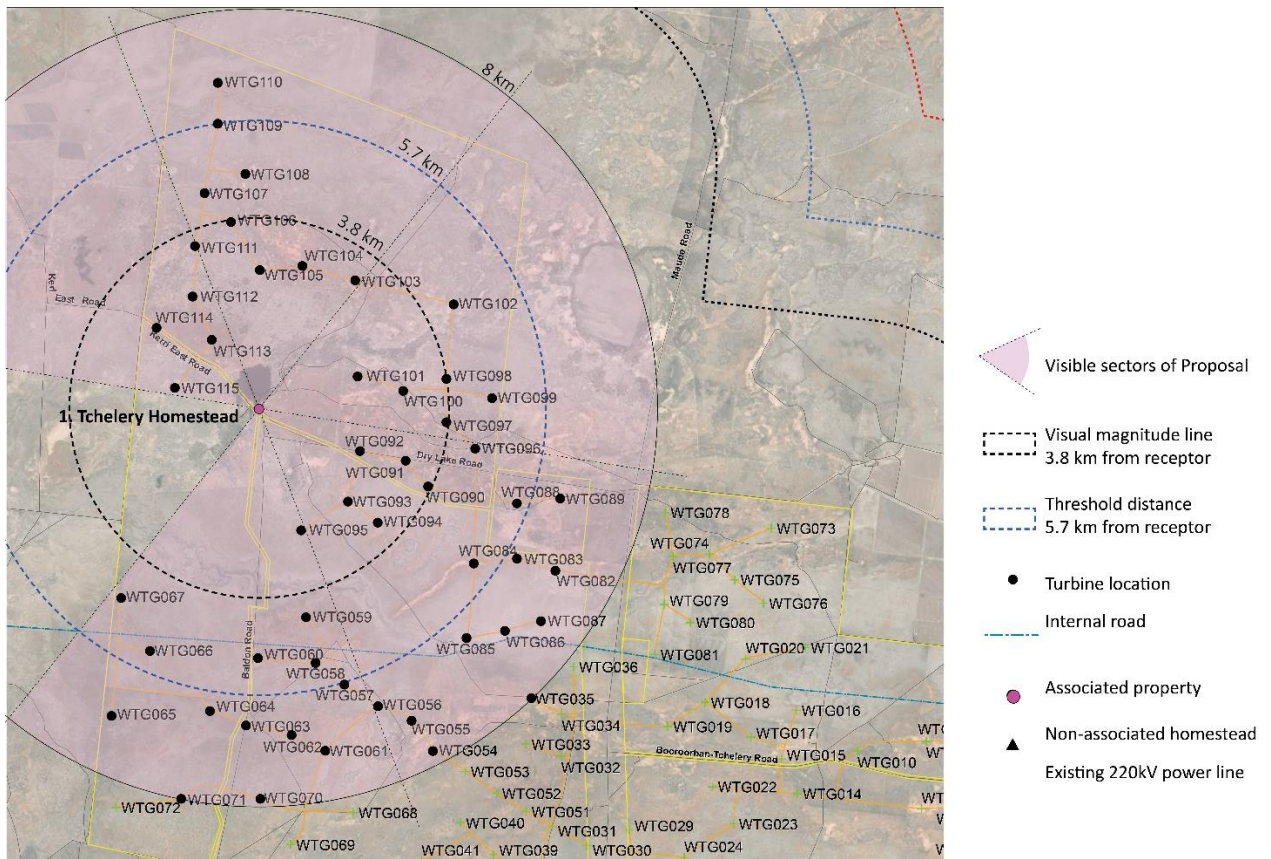 WTG110
8 km
WTG109
5.7 km
WTG108
WTG107
WTG106
3.8 km
WTG111
WTG104
WTG105
WTG103
Maude Road
Kerri
East Road
WTG112
WTG102
WTG114
Kerri East Road
WTG113
WTG115
WTG101
WTG098
WTG100
WTG099
1. Tchelery Homestead
WTG097
WTG092
WTG096
WTG091
Dry Lake Road
WTG090
WTG093
WTG088
WTG089
WTG094
WTG095
WTG078
WTG073
WTG074
WTG084
WTG083
WTG077
WTG082
WTG075
WTG067
WTG079
WTG076
WTG059
WTG087
WTG080
WTG086
WTG085
Baldon Road
WTG066
WTG060
WTG058
WTG081
WTG020
WTG021
WTG036
WTG057
WTG035
WTG056
WTG018
WTG064
WTG065
WTG055
WTG034
WTG019
WTG016
WTG063
WTG017
WTG062
WTG061
WTG054
WTG033
Booroorban-Tchelery Road
WTG015
WTG010
WTG053
WTG032
WTG071
WTG070
WTG052
WTG022
WTG014
WTG072
WTG068
WTG051
WTG040
WTG031
WTG029
WTG023
WTG069
WTG041
WTG039
WTG030
WTG024
Visible sectors of Proposal
Visual magnitude line
3.8 km from receptor
Threshold distance
5.7 km from receptor
Turbine location
Internal road
Associated property
Non-associated homestead
Existing 220kV power line